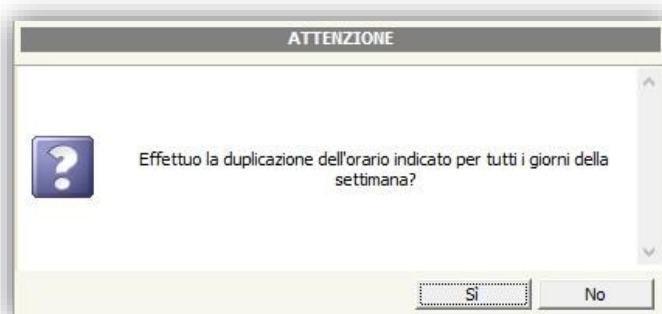 ATTENZIONE
Effettuo la duplicazione dell'orario indicato per tutti i giorni della
settimana?
Sì No